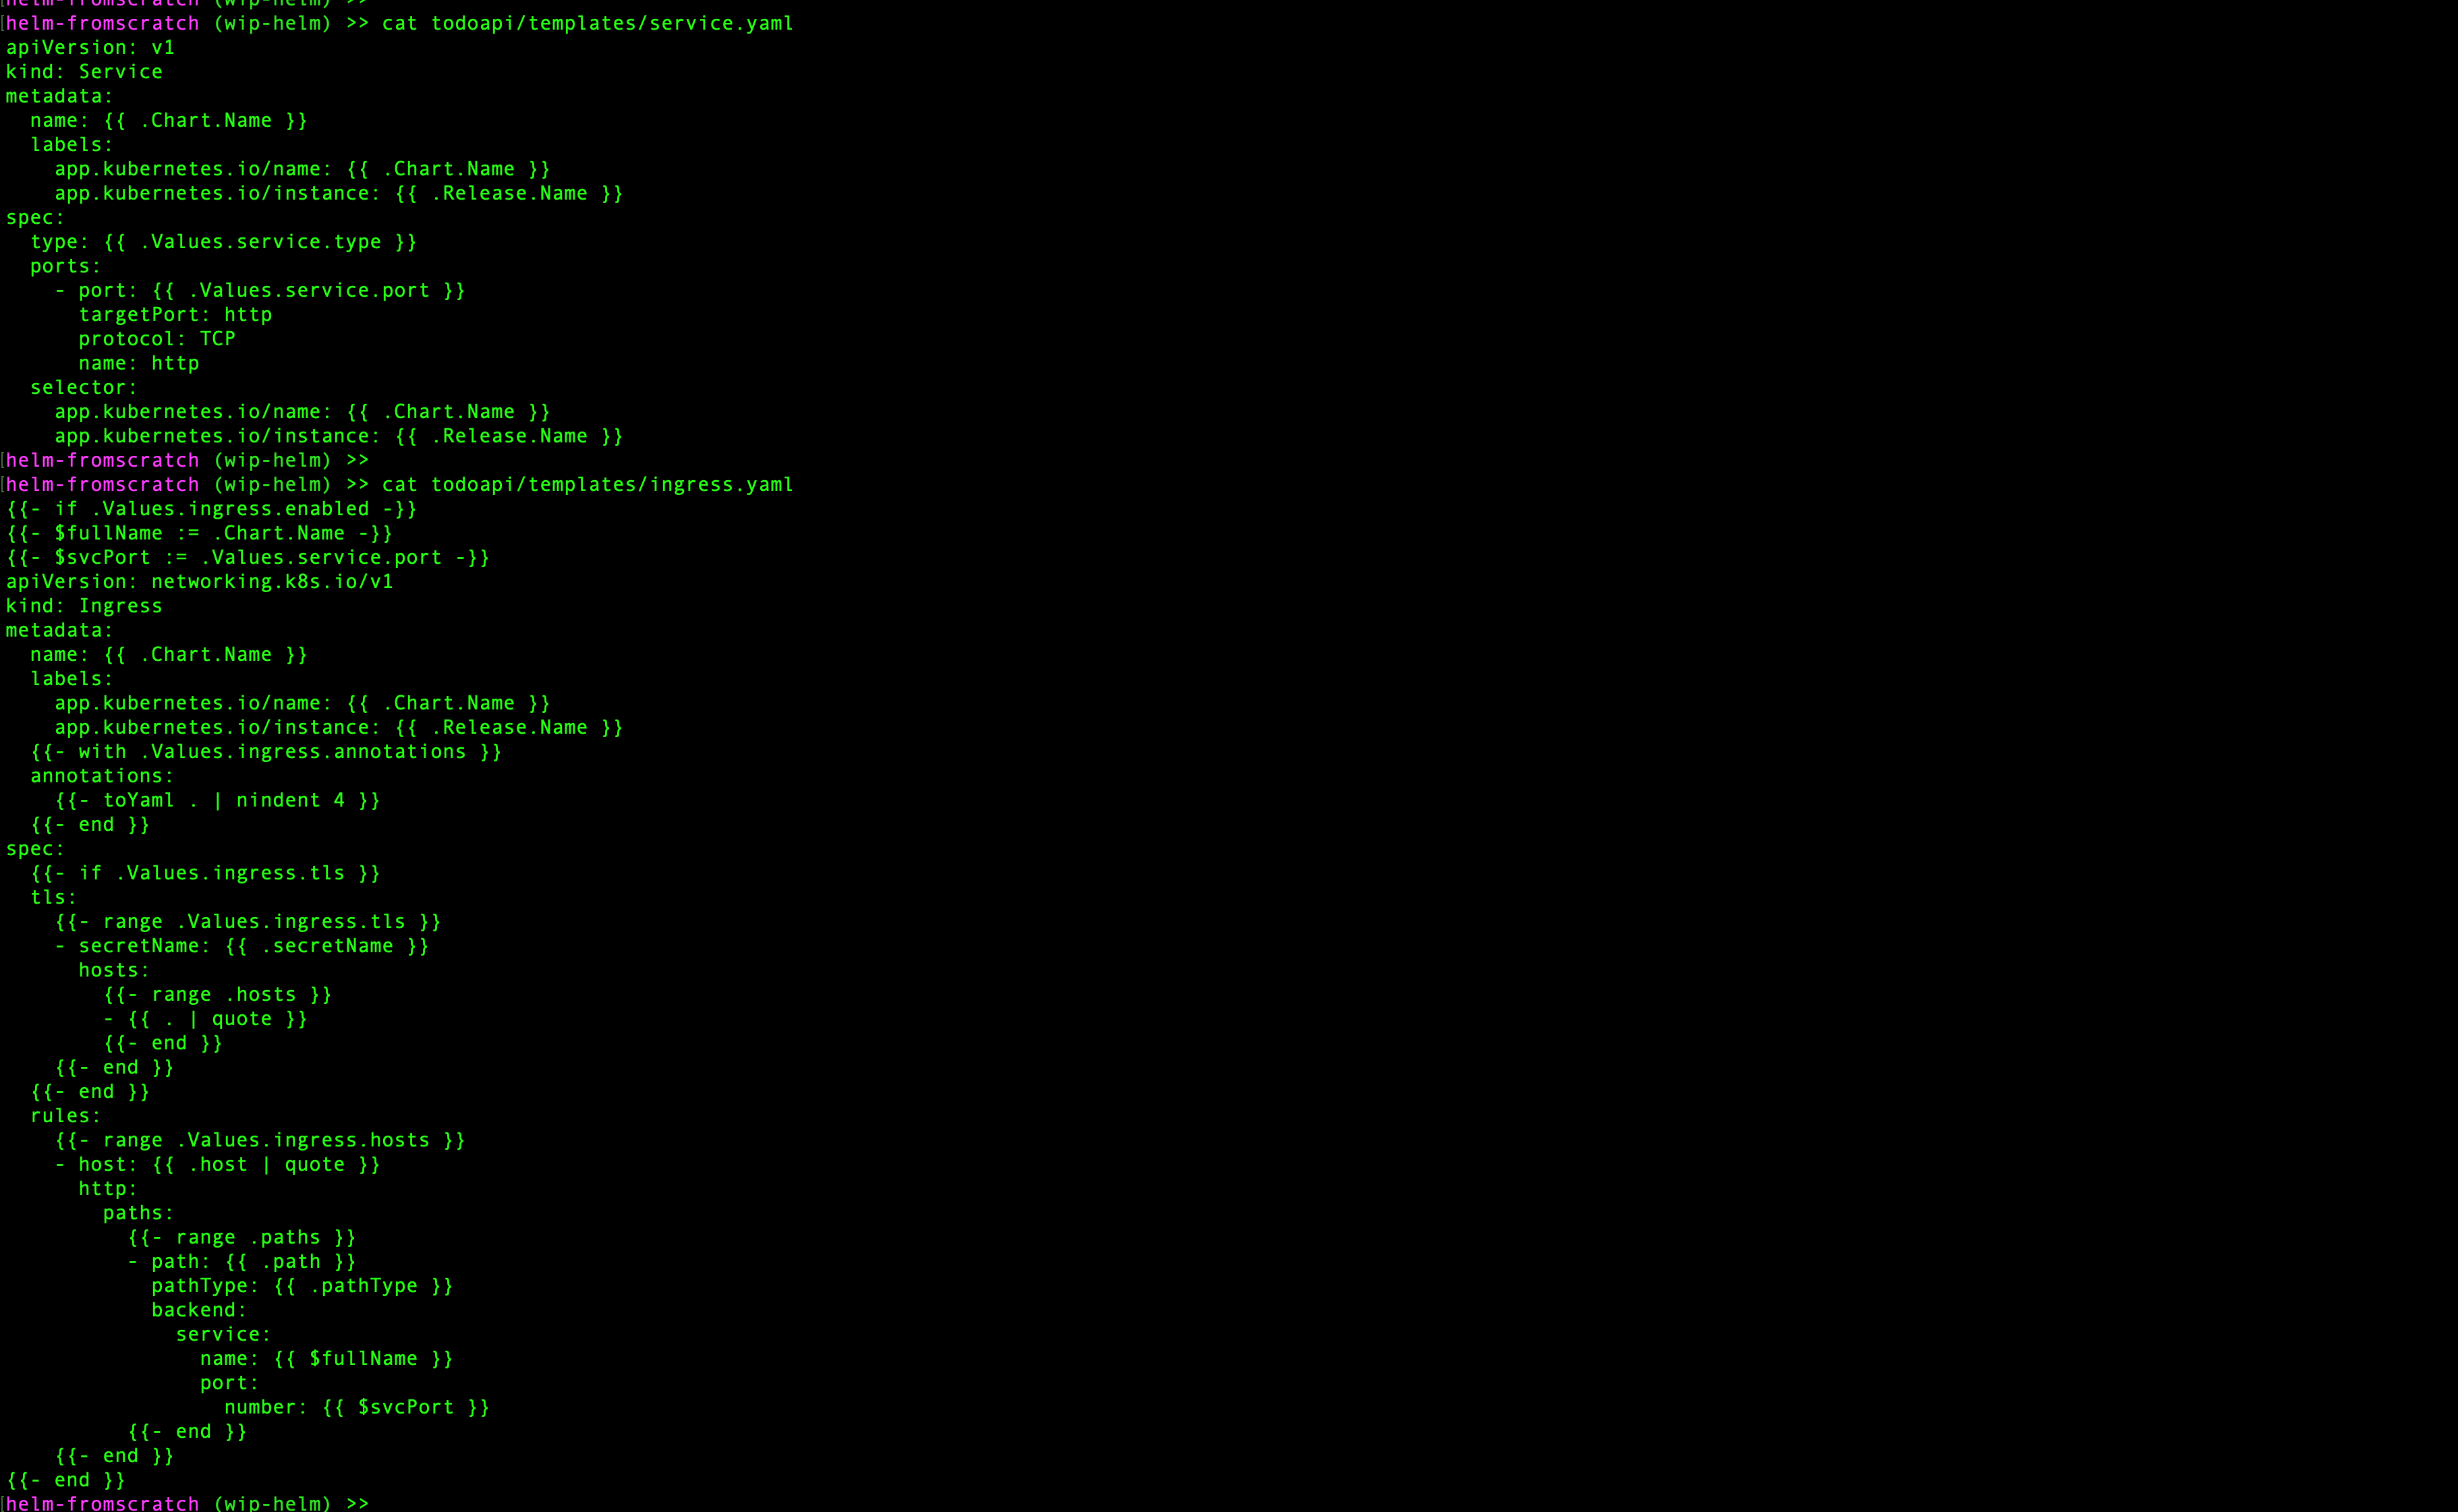 helm-fromscratch (wip-helm) >>
helm-fromscratch (wip-helm) >> cat todoapi/templates/service.yaml
apiVersion: v1
kind: Service
metadata:
  name: {{ .Chart.Name }}
  labels:
    app.kubernetes.io/name: {{ .Chart.Name }}
    app.kubernetes.io/instance: {{ .Release.Name }}
spec:
  type: {{ .Values.service.type }}
  ports:
    - port: {{ .Values.service.port }}
      targetPort: http
      protocol: TCP
      name: http
  selector:
    app.kubernetes.io/name: {{ .Chart.Name }}
    app.kubernetes.io/instance: {{ .Release.Name }}
[helm-fromscratch (wip-helm) >>
[helm-fromscratch (wip-helm) >> cat todoapi/templates/ingress.yaml
{{- if .Values.ingress.enabled -}}
{{- $fullName := .Chart.Name -}}
{{- $svcPort := .Values.service.port -}}
apiVersion: networking.k8s.io/v1
kind: Ingress
metadata:
  name: {{ .Chart.Name }}
  labels:
    app.kubernetes.io/name: {{ .Chart.Name }}
    app.kubernetes.io/instance: {{ .Release.Name }}
  {{- with .Values.ingress.annotations }}
  annotations:
    {{- toYaml . | nindent 4 }}
  {{- end }}
spec:
  {{- if .Values.ingress.tls }}
  tls:
    {{- range .Values.ingress.tls }}
    - secretName: {{ .secretName }}
      hosts:
        {{- range .hosts }}
        - {{ . | quote }}
        {{- end }}
    {{- end }}
  {{- end }}
  rules:
    {{- range .Values.ingress.hosts }}
    - host: {{ .host | quote }}
      http:
        paths:
          {{- range .paths }}
          - path: {{ .path }}
            pathType: {{ .pathType }}
            backend:
              service:
                name: {{ $fullName }}
                port:
                  number: {{ $svcPort }}
          {{- end }}
    {{- end }}
{{- end }}
[helm-fromscratch (wip-helm) >>